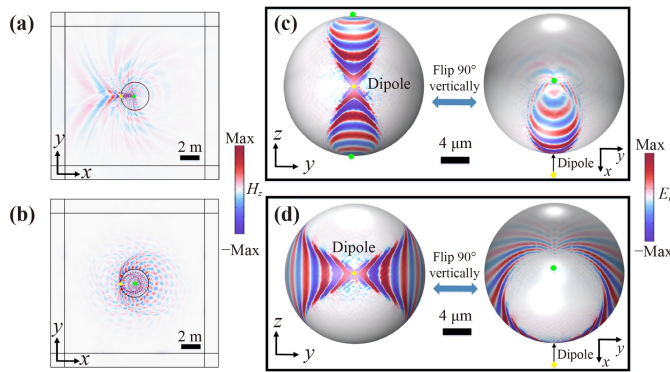 (a)
y
x
2 m
Max
H_z
−Max
(b)
y
x
2 m
(c)
Dipole
z
y
Flip 90°
vertically
4 μm
Dipole
y
x
Max
−Max
(d)
Dipole
z
y
Flip 90°
vertically
4 μm
Dipole
y
x